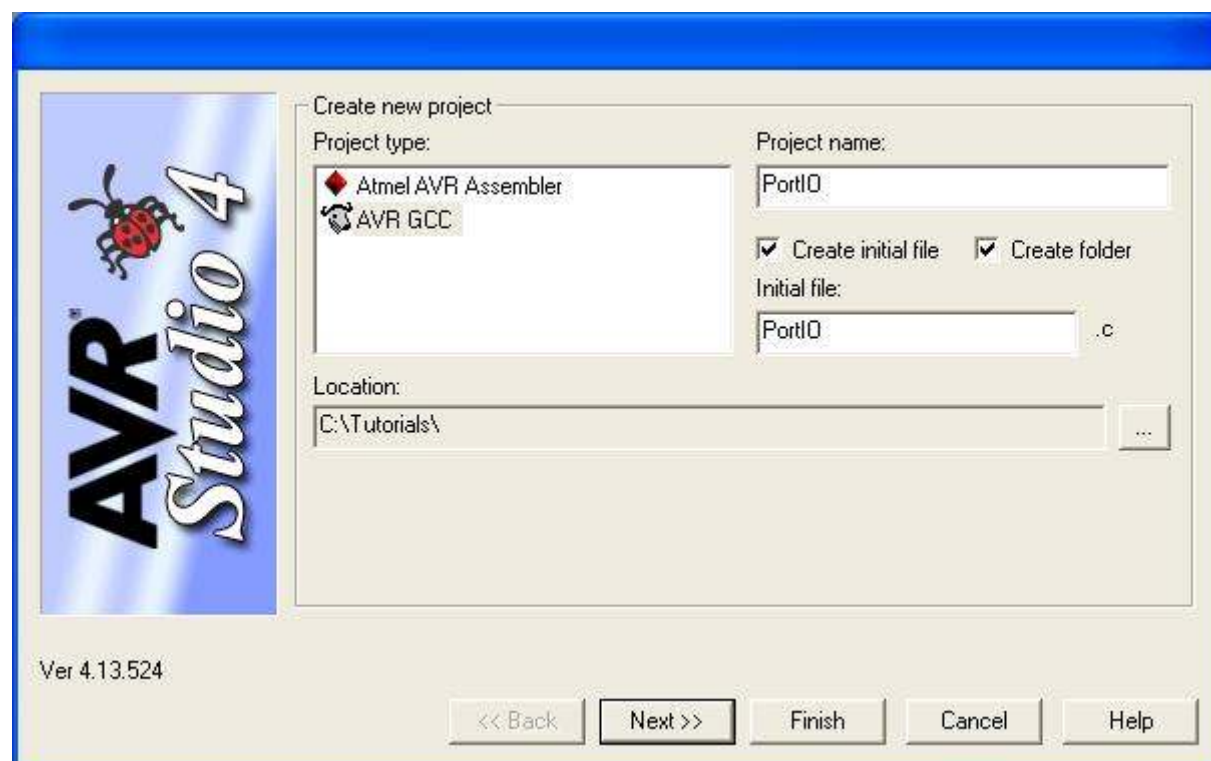 AVR® Studio 4
Create new project
Project type:
Atmel AVR Assembler
AVR GCC
Project name:
PortIO
Create initial file
Create folder
Initial file:
PortIO
.c
Location:
C:\Tutorials\
...
Ver 4.13.524
<< Back
Next >>
Finish
Cancel
Help